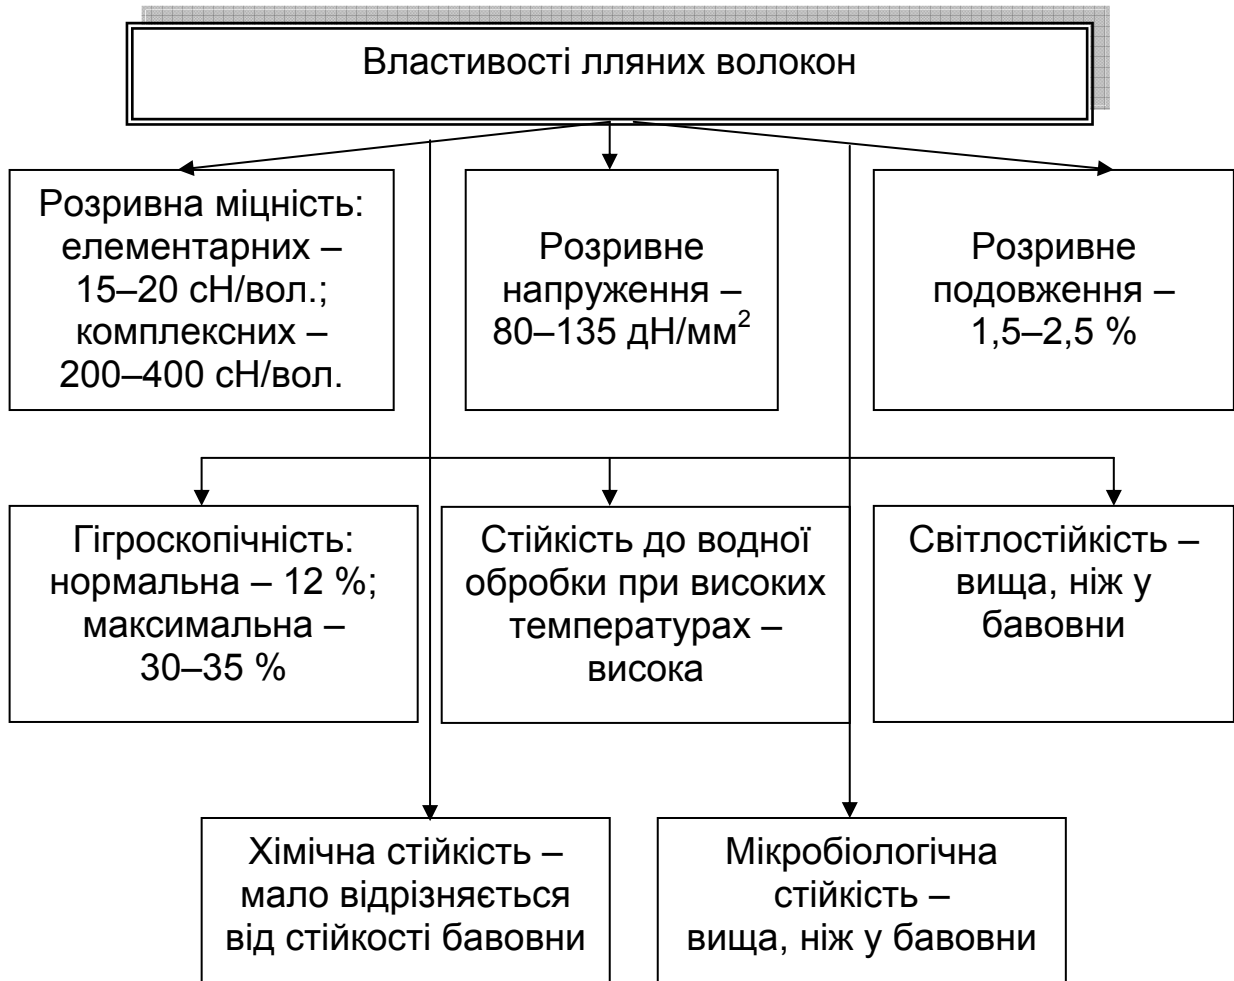 Властивості лляних волокон
Розривна міцність:
елементарних –
15–20 сН/вол.;
комплексних –
200–400 сН/вол.
Розривне
напруження –
80–135 дН/мм²
Розривне
подовження –
1,5–2,5 %
Гігроскопічність:
нормальна – 12 %;
максимальна –
30–35 %
Стійкість до водної
обробки при високих
температурах –
висока
Світлостійкість –
вища, ніж у
бавовни
Хімічна стійкість –
мало відрізняється
від стійкості бавовни
Мікробіологічна
стійкість –
вища, ніж у бавовни